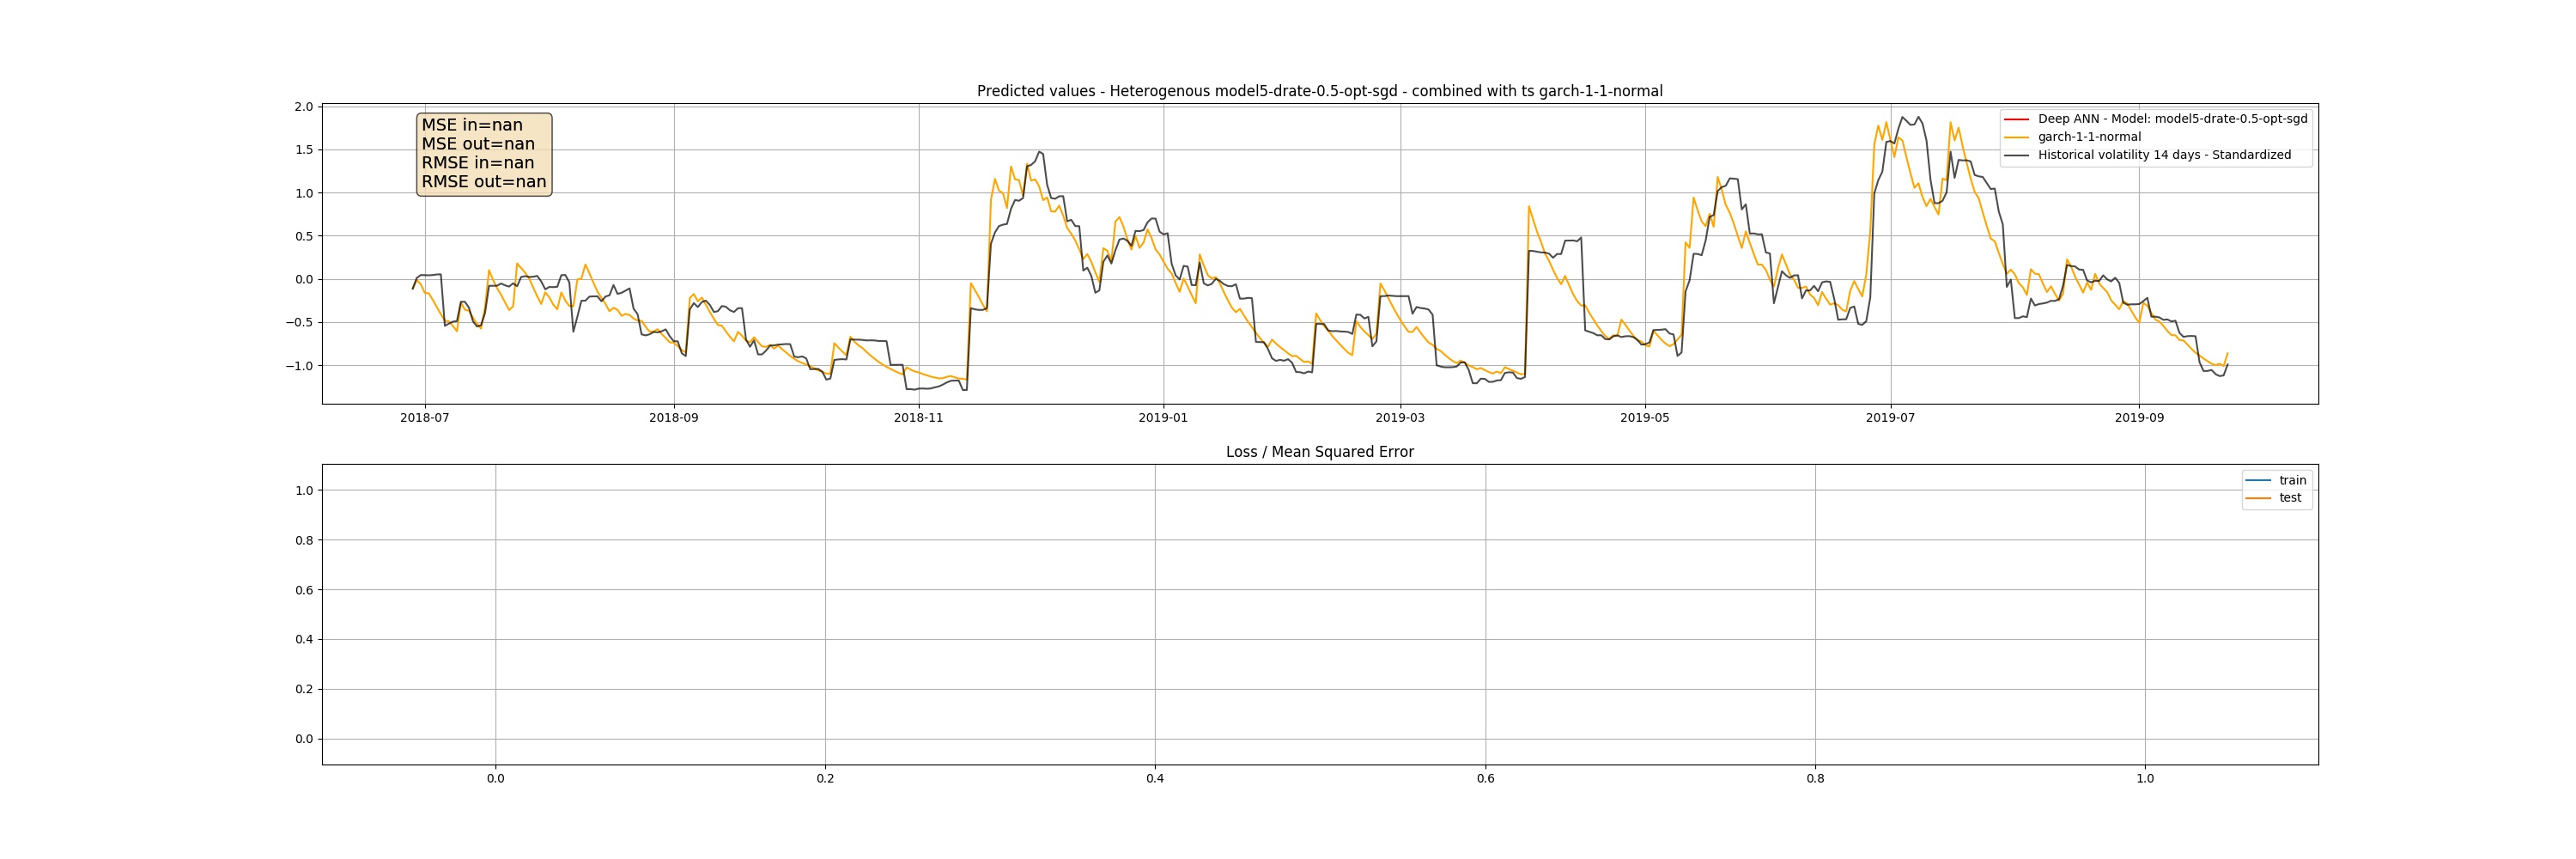 Predicted values - Heterogenous model5-drate-0.5-opt-sgd - combined with ts garch-1-1-normal
2.0
1.5
1.0
0.5
0.0
−0.5
−1.0
MSE in=nan
MSE out=nan
RMSE in=nan
RMSE out=nan
Deep ANN - Model: model5-drate-0.5-opt-sgd
garch-1-1-normal
Historical volatility 14 days - Standardized
2018-07 2018-09 2018-11 2019-01 2019-03 2019-05 2019-07 2019-09
Loss / Mean Squared Error
1.0
0.8
0.6
0.4
0.2
0.0
train
test
0.0 0.2 0.4 0.6 0.8 1.0